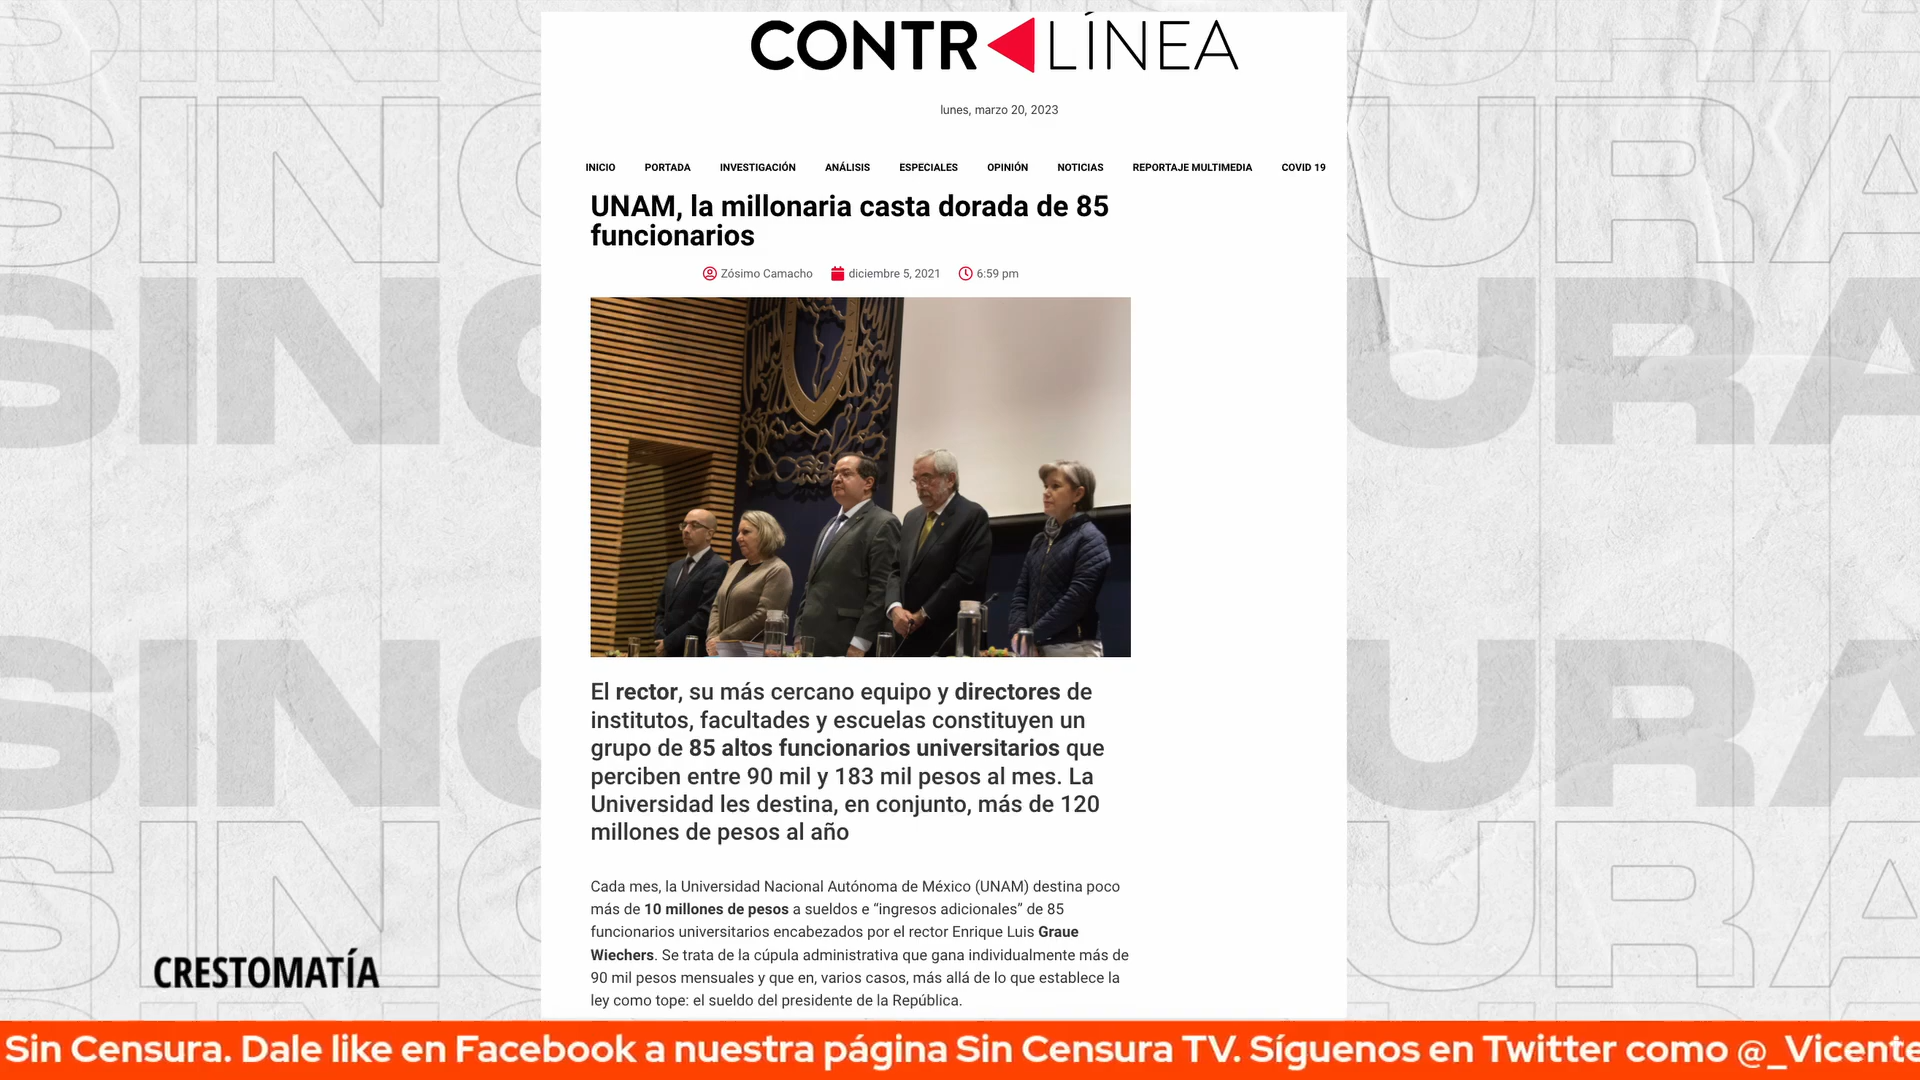 CONTR LÍNEA
lunes, marzo 20, 2023
INICIO PORTADA INVESTIGACIÓN ANÁLISIS ESPECIALES OPINIÓN NOTICIAS REPORTAJE MULTIMEDIA COVID 19
UNAM, la millonaria casta dorada de 85
funcionarios
Zósimo Camacho diciembre 5, 2021 6:59 pm
El rector, su más cercano equipo y directores de
institutos, facultades y escuelas constituyen un
grupo de 85 altos funcionarios universitarios que
perciben entre 90 mil y 183 mil pesos al mes. La
Universidad les destina, en conjunto, más de 120
millones de pesos al año
Cada mes, la Universidad Nacional Autónoma de México (UNAM) destina poco
más de 10 millones de pesos a sueldos e “ingresos adicionales” de 85
funcionarios universitarios encabezados por el rector Enrique Luis Graue
Wiechers. Se trata de la cúpula administrativa que gana individualmente más de
90 mil pesos mensuales y que en, varios casos, más allá de lo que establece la
ley como tope: el sueldo del presidente de la República.
CRESTOMATÍA
Sin Censura. Dale like en Facebook a nuestra página Sin Censura TV. Síguenos en Twitter como @_Vicente